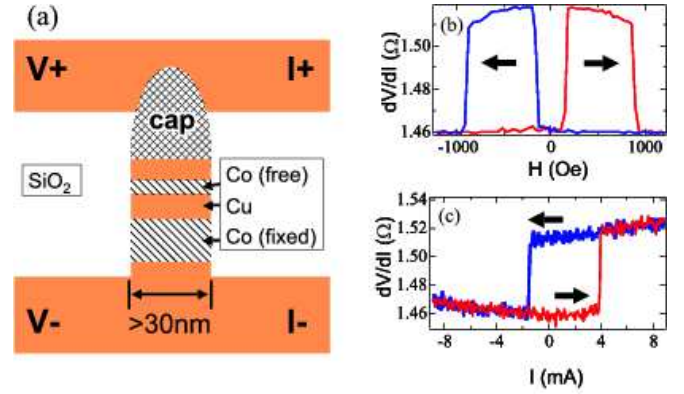 (a)
V+
I+
cap
SiO2
Co (free)
Cu
Co (fixed)
V-
I-
>30nm
(b)
dV/dI (Ω)
1.50
1.48
1.46
-1000
0
1000
H (Oe)
(c)
dV/dI (Ω)
1.54
1.52
1.50
1.48
1.46
-8
-4
0
4
8
I (mA)